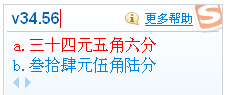 v34.56 更多帮助
a. 三十四元五角六分
b. 叁拾肆元伍角陆分